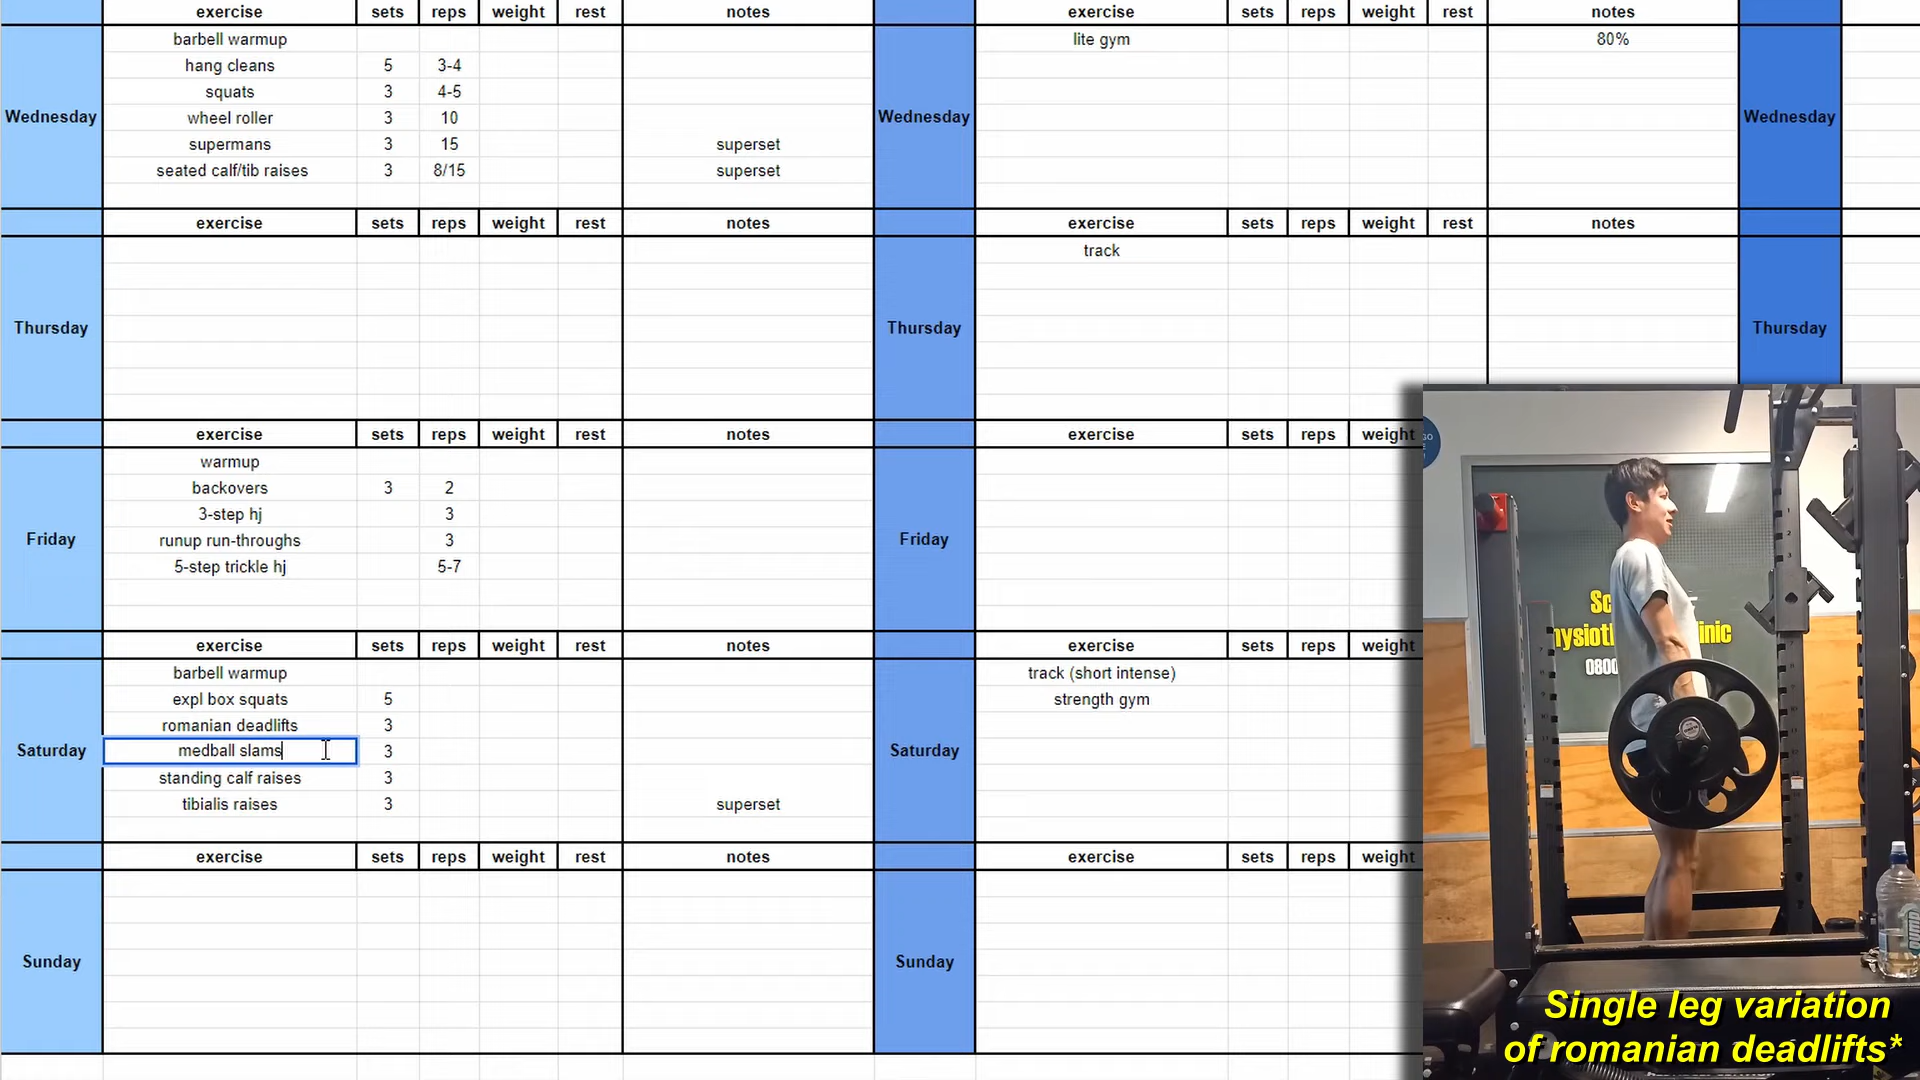 exercise sets reps weight rest notes exercise sets reps weight rest notes
barbell warmup lite gym 80%
hang cleans 5 3-4
squats 3 4-5
wheel roller 3 10
Wednesday Wednesday Wednesday
supermans 3 15 superset
seated calf/tib raises 3 8/15 superset
exercise sets reps weight rest notes exercise sets reps weight rest notes
track
Thursday Thursday Thursday
exercise sets reps weight rest notes exercise sets reps weight
warmup
backovers 3 2
3-step hj 3
runup run-throughs 3
Friday Friday
5-step trickle hj 5-7
exercise sets reps weight rest notes exercise sets reps weight
barbell warmup track (short intense)
expl box squats 5 strength gym
romanian deadlifts 3
Saturday medball slams 3 Saturday
standing calf raises 3
tibialis raises 3 superset
exercise sets reps weight rest notes exercise sets reps weight
Sunday Sunday
0800
Single leg variation
of romanian deadlifts*